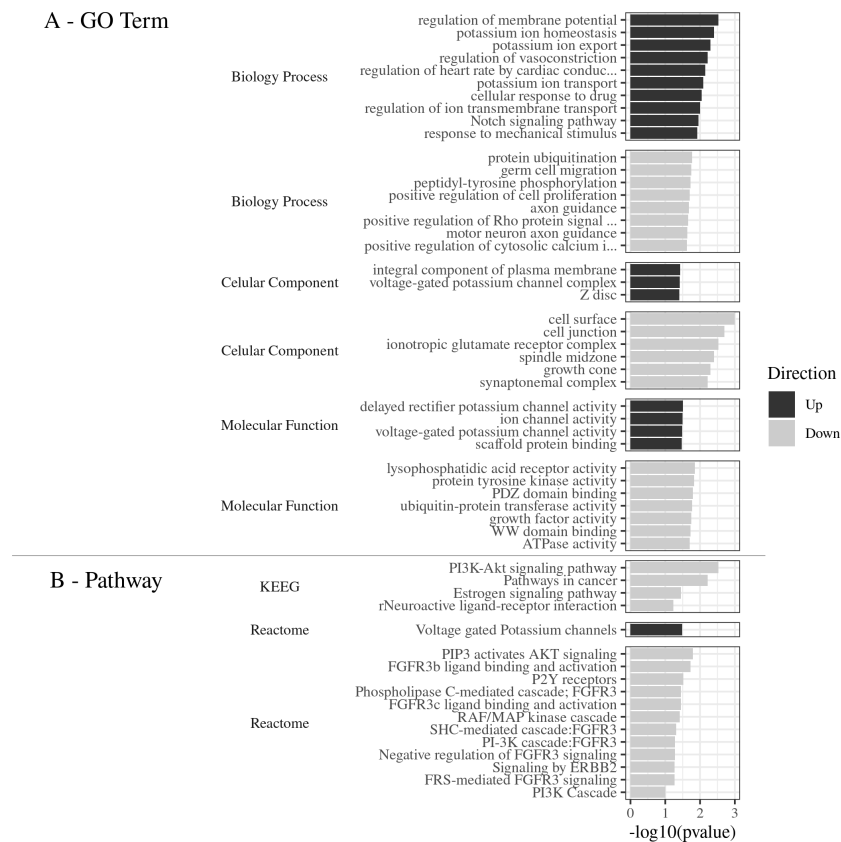 A - GO Term
Biology Process
regulation of membrane potential
potassium ion homeostasis
potassium ion export
regulation of vasoconstriction
regulation of heart rate by cardiac conduc...
potassium ion transport
cellular response to drug
regulation of ion transmembrane transport
Notch signaling pathway
response to mechanical stimulus
Biology Process
protein ubiquitination
germ cell migration
peptidyl-tyrosine phosphorylation
positive regulation of cell proliferation
axon guidance
positive regulation of Rho protein signal ...
motor neuron axon guidance
positive regulation of cytosolic calcium i...
Celular Component
integral component of plasma membrane
voltage-gated potassium channel complex
Z disc
Celular Component
cell surface
cell junction
ionotropic glutamate receptor complex
spindle midzone
growth cone
synaptonemal complex
Molecular Function
delayed rectifier potassium channel activity
ion channel activity
voltage-gated potassium channel activity
scaffold protein binding
Molecular Function
lysophosphatidic acid receptor activity
protein tyrosine kinase activity
PDZ domain binding
ubiquitin-protein transferase activity
growth factor activity
WW domain binding
ATPase activity
Direction
Up
Down
B - Pathway
KEEG
PI3K-Akt signaling pathway
Pathways in cancer
Estrogen signaling pathway
rNeuroactive ligand-receptor interaction
Reactome
Voltage gated Potassium channels
Reactome
PIP3 activates AKT signaling
FGFR3b ligand binding and activation
P2Y receptors
Phospholipase C-mediated cascade; FGFR3
FGFR3c ligand binding and activation
RAF/MAP kinase cascade
SHC-mediated cascade:FGFR3
PI-3K cascade:FGFR3
Negative regulation of FGFR3 signaling
Signaling by ERBB2
FRS-mediated FGFR3 signaling
PI3K Cascade
0 1 2 3
-log10(pvalue)